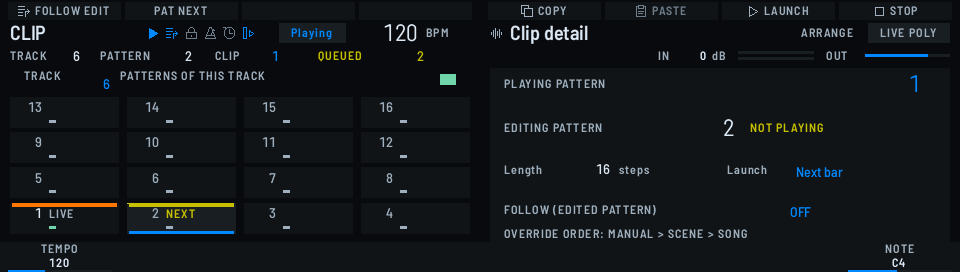 FOLLOW EDIT PAT NEXT COPY PASTE LAUNCH STOP
CLIP Playing 120 BPM Clip detail ARRANGE LIVE POLY
TRACK 6 PATTERN 2 CLIP 1 QUEUED 2 IN 0 dB OUT
TRACK 6 PATTERNS OF THIS TRACK
13 14 15 16
9 10 11 12
5 6 7 8
1 LIVE 2 NEXT 3 4
PLAYING PATTERN 1
EDITING PATTERN 2 NOT PLAYING
Length 16 steps Launch Next bar
FOLLOW (EDITED PATTERN) OFF
OVERRIDE ORDER: MANUAL > SCENE > SONG
TEMPO NOTE
120 C4